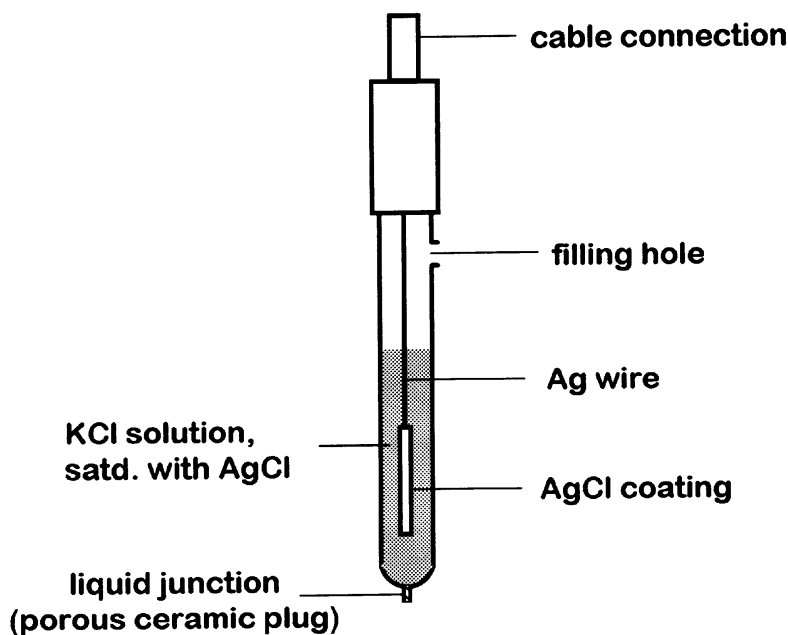 cable connection
filling hole
Ag wire
KCl solution,
satd. with AgCl
AgCl coating
liquid junction
(porous ceramic plug)